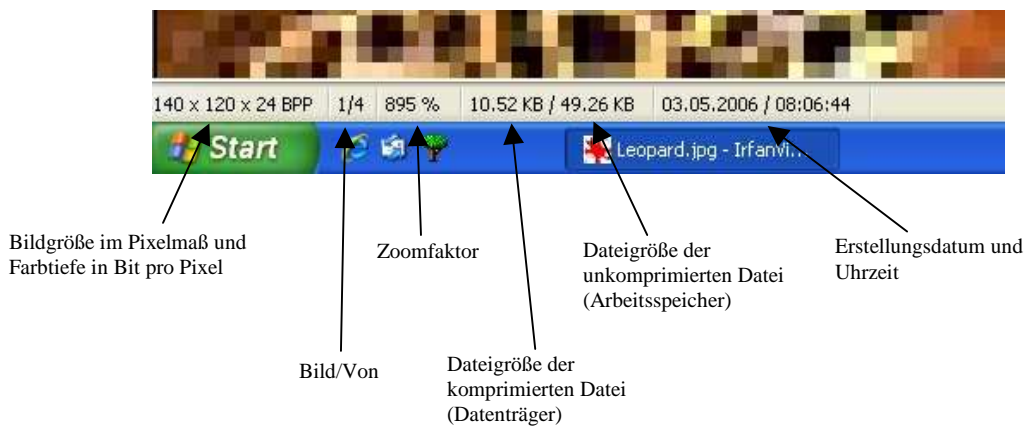 140 x 120 x 24 BPP 1/4 895 % 10.52 KB / 49.26 KB 03.05.2006 / 08:06:44
Start Leopard.jpg - IrfanVi...
Bildgröße im Pixelmaß und
Farbtiefe in Bit pro Pixel
Zoomfaktor
Dateigröße der
unkomprimierten Datei
(Arbeitsspeicher)
Erstellungsdatum und
Uhrzeit
Bild/Von
Dateigröße der
komprimierten Datei
(Datenträger)